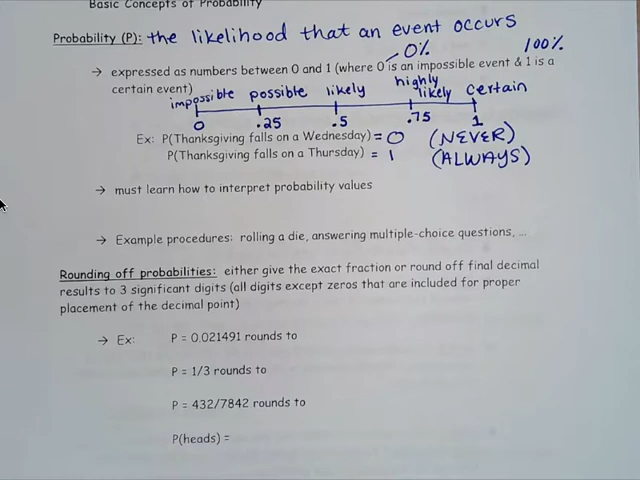 Basic Concepts of Probability
Probability (P): the likelihood that an event occurs
0% 100%
→ expressed as numbers between 0 and 1 (where 0 is an impossible event & 1 is a
certain event)
impossible possible likely highly likely certain
0 .25 .5 .75 1
Ex: P(Thanksgiving falls on a Wednesday) = 0 (NEVER)
P(Thanksgiving falls on a Thursday) = 1 (ALWAYS)
→ must learn how to interpret probability values
→ Example procedures: rolling a die, answering multiple-choice questions, ...
Rounding off probabilities: either give the exact fraction or round off final decimal
results to 3 significant digits (all digits except zeros that are included for proper
placement of the decimal point)
→ Ex: P = 0.021491 rounds to
P = 1/3 rounds to
P = 432/7842 rounds to
P(heads) =